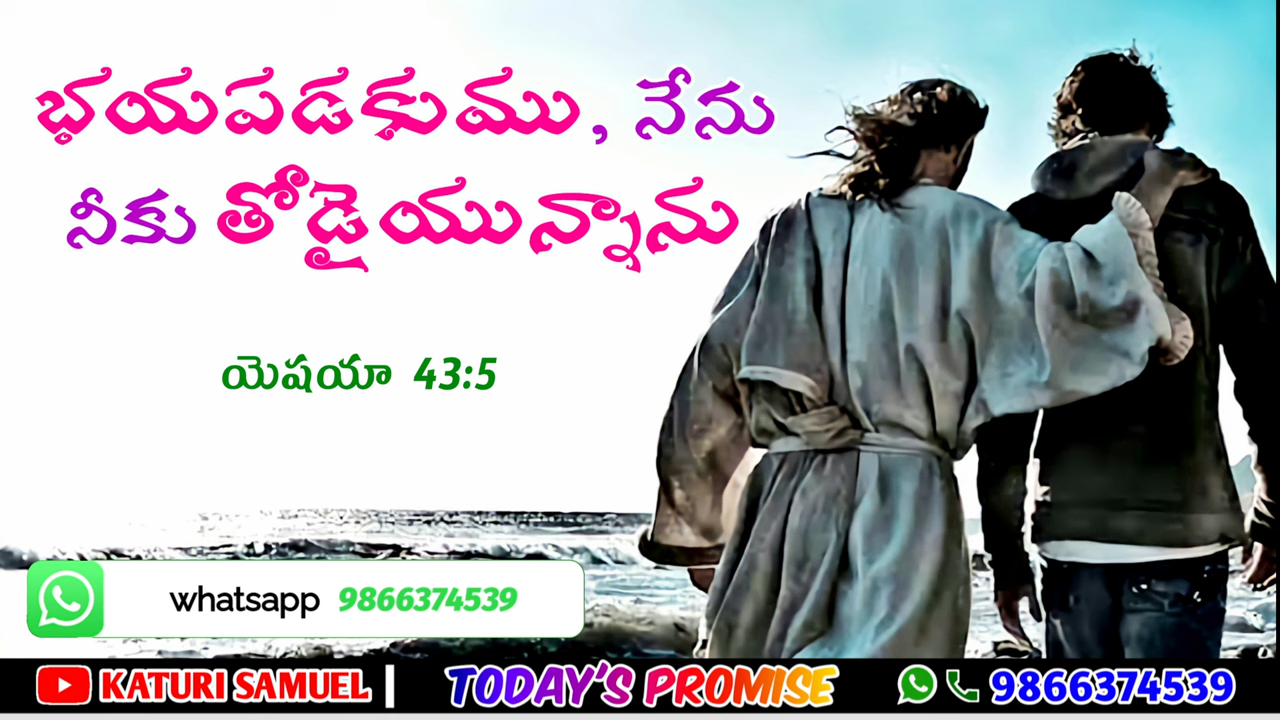 భయపడకుము, నేను
నీకు తోడైయున్నాను
యెషయా 43:5
whatsapp 9866374539
KATURI SAMUEL | TODAY'S PROMISE 9866374539